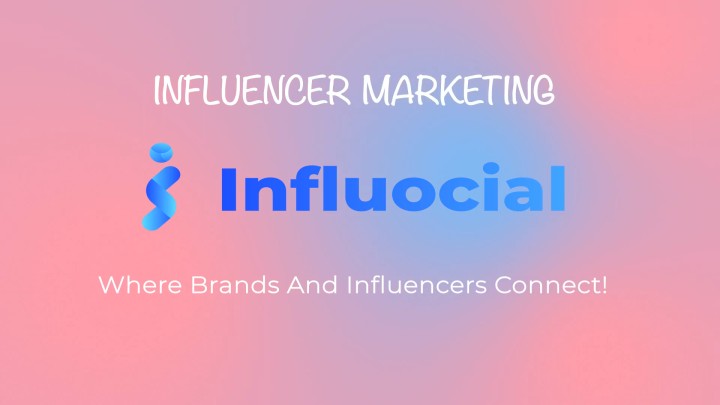 INFLUENCER MARKETING
Influocial
Where Brands And Influencers Connect!